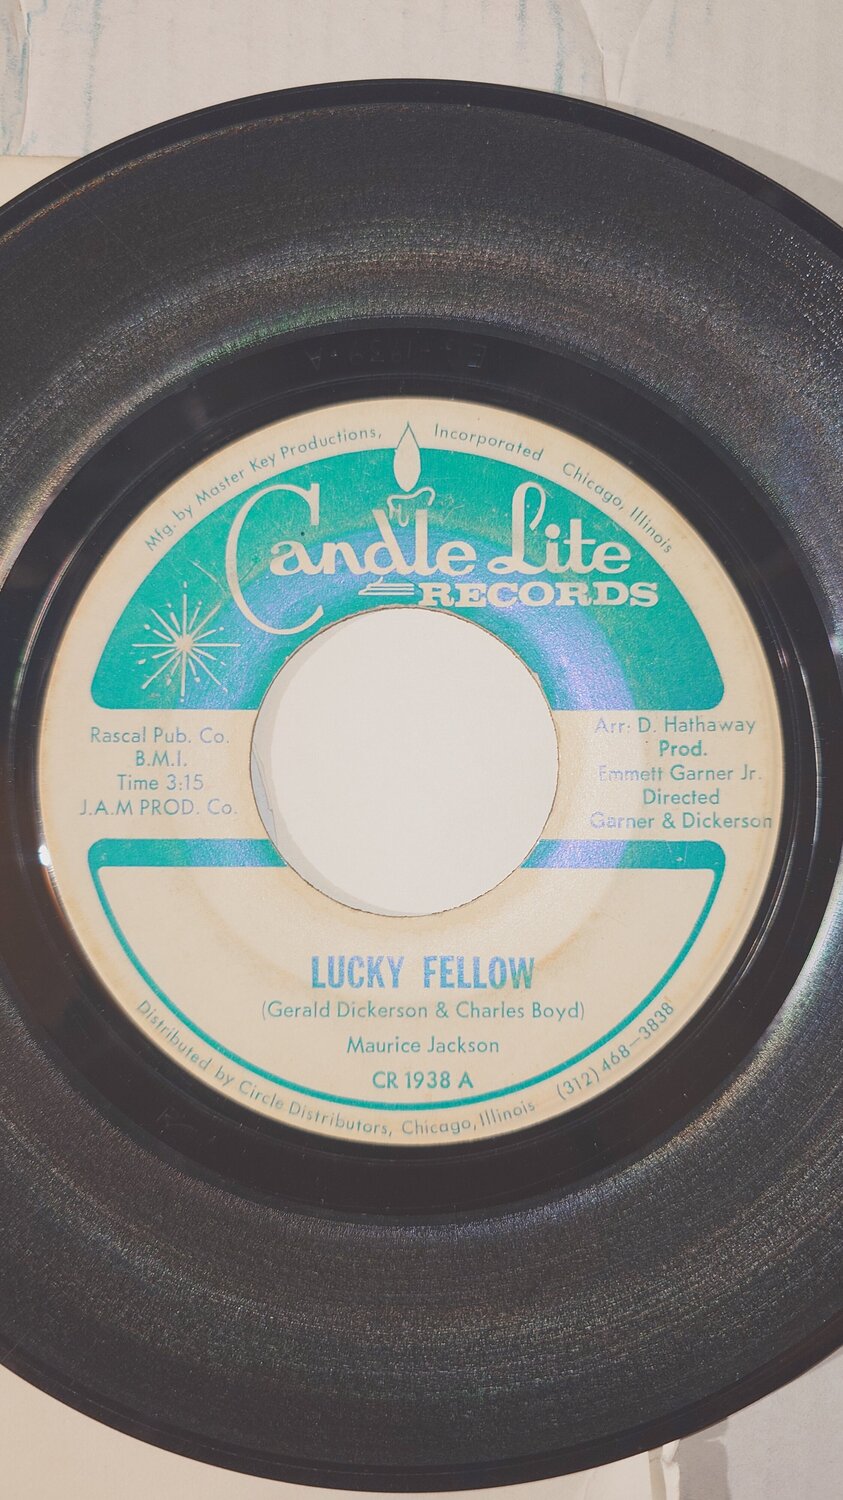 Mfg. by Master Key Productions, Incorporated Chicago, Illinois
Candle Lite
RECORDS
Rascal Pub. Co.
B.M.I.
Time 3:15
J.A.M PROD. Co.
Arr: D. Hathaway
Prod.
Emmett Garner Jr.
Directed
Garner & Dickerson
LUCKY FELLOW
(Gerald Dickerson & Charles Boyd)
Maurice Jackson
CR 1938 A
Distributed by Circle Distributors, Chicago, Illinois (312) 468-3838